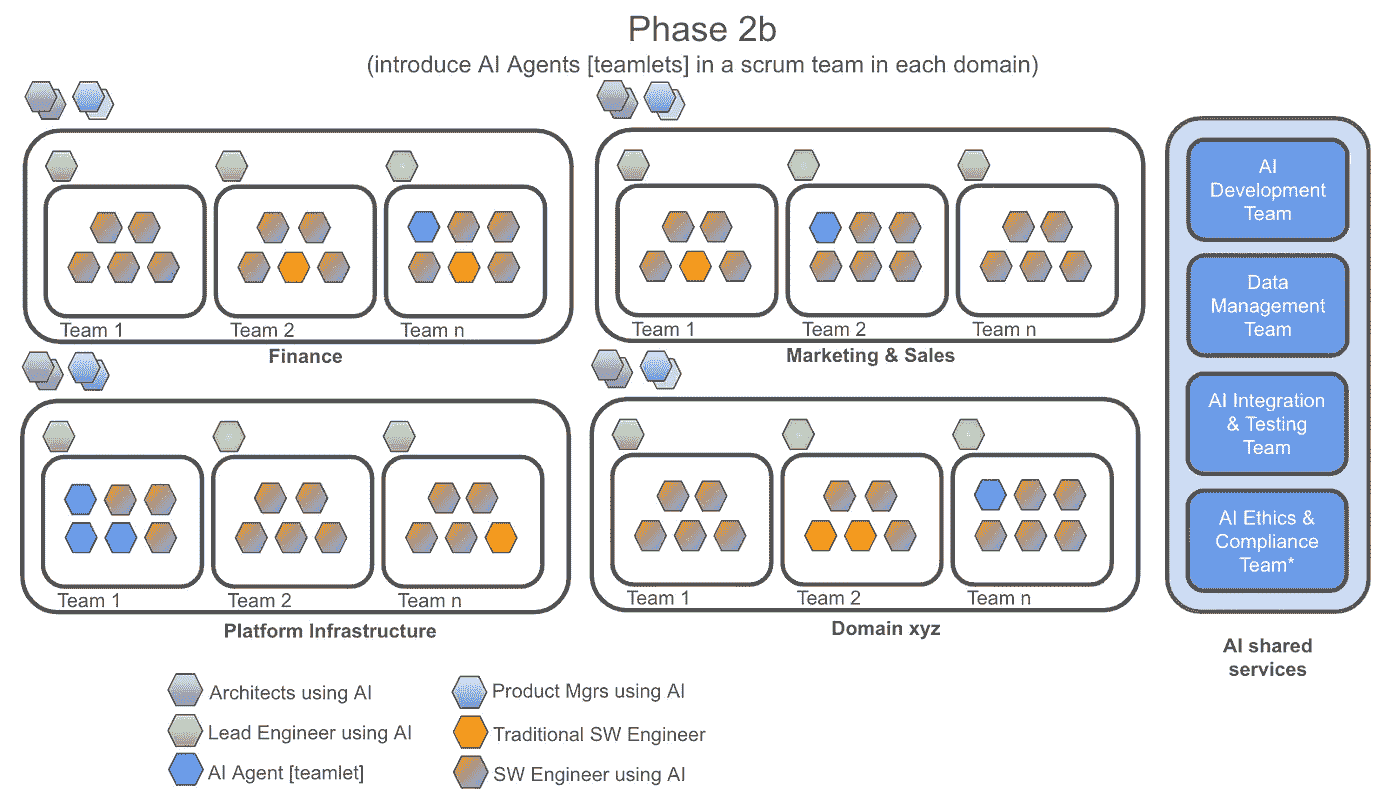 Phase 2b
(introduce AI Agents [teamlets] in a scrum team in each domain)
Team 1
Team 2
Team n
Finance
Team 1
Team 2
Team n
Marketing & Sales
Team 1
Team 2
Team n
Platform Infrastructure
Team 1
Team 2
Team n
Domain xyz
AI
Development
Team
Data
Management
Team
AI Integration
& Testing
Team
AI Ethics &
Compliance
Team*
AI shared
services
Architects using AI
Lead Engineer using AI
AI Agent [teamlet]
Product Mgrs using AI
Traditional SW Engineer
SW Engineer using AI